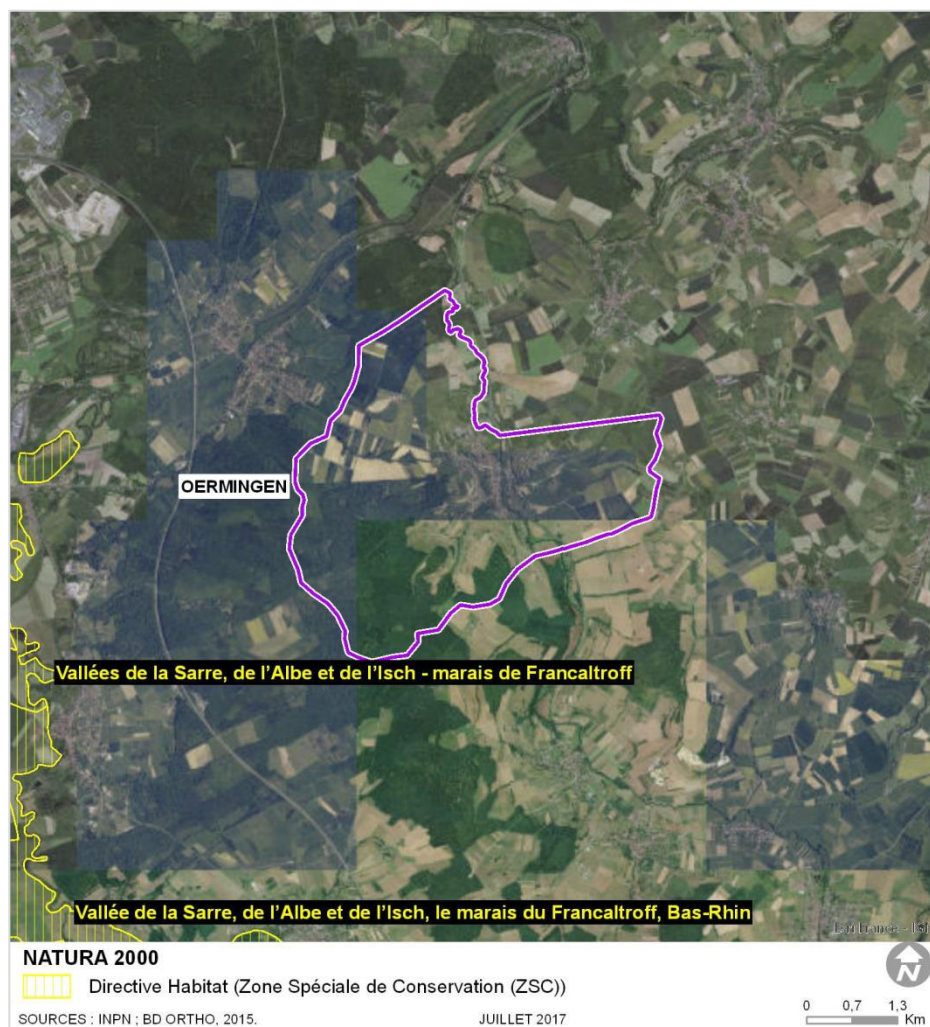 OERMINGEN
Vallées de la Sarre, de l'Albe et de l'Isch - marais de Francaltroff
Vallée de la Sarre, de l'Albe et de l'Isch, le marais du Francaltroff, Bas-Rhin
NATURA 2000
Directive Habitat (Zone Spéciale de Conservation (ZSC))
N
SOURCES : INPN ; BD ORTHO, 2015.
JUILLET 2017
0 0,7 1,3
Km